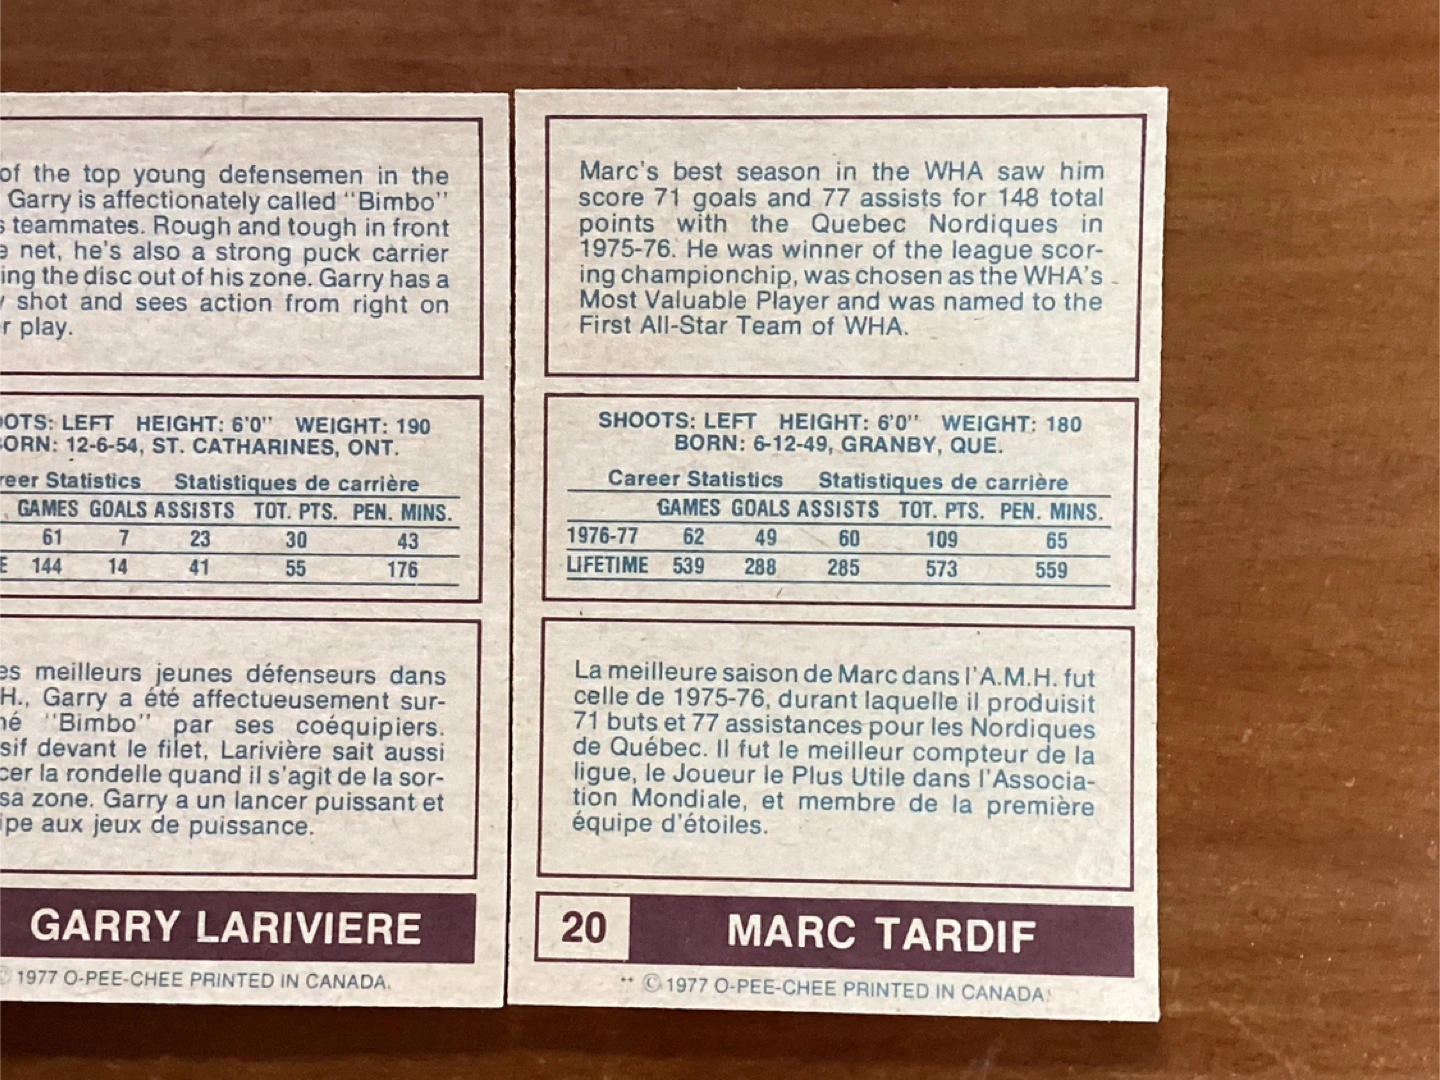 of the top young defensemen in the
Garry is affectionately called "Bimbo"
teammates. Rough and tough in front
net, he's also a strong puck carrier
ing the disc out of his zone. Garry has a
shot and sees action from right on
r play.
OTS: LEFT HEIGHT: 6'0" WEIGHT: 190
ORN: 12-6-54, ST. CATHARINES, ONT.
reer Statistics Statistiques de carrière
GAMES GOALS ASSISTS TOT. PTS. PEN. MINS.
61 7 23 30 43
E 144 14 41 55 176
es meilleurs jeunes défenseurs dans
H., Garry a été affectueusement sur-
né "Bimbo" par ses coéquipiers.
sif devant le filet, Larivière sait aussi
cer la rondelle quand il s'agit de la sor-
sa zone. Garry a un lancer puissant et
ipe aux jeux de puissance.
GARRY LARIVIERE
© 1977 O-PEE-CHEE PRINTED IN CANADA.
Marc's best season in the WHA saw him
score 71 goals and 77 assists for 148 total
points with the Quebec Nordiques in
1975-76. He was winner of the league scor-
ing championchip, was chosen as the WHA's
Most Valuable Player and was named to the
First All-Star Team of WHA.
SHOOTS: LEFT HEIGHT: 6'0" WEIGHT: 180
BORN: 6-12-49, GRANBY, QUE.
Career Statistics Statistiques de carrière
GAMES GOALS ASSISTS TOT. PTS. PEN. MINS.
1976-77 62 49 60 109 65
LIFETIME 539 288 285 573 559
La meilleure saison de Marc dans l'A.M.H. fut
celle de 1975-76, durant laquelle il produisit
71 buts et 77 assistances pour les Nordiques
de Québec. Il fut le meilleur compteur de la
ligue, le Joueur le Plus Utile dans l'Associa-
tion Mondiale, et membre de la première
équipe d'étoiles.
20 MARC TARDIF
** © 1977 O-PEE-CHEE PRINTED IN CANADA.